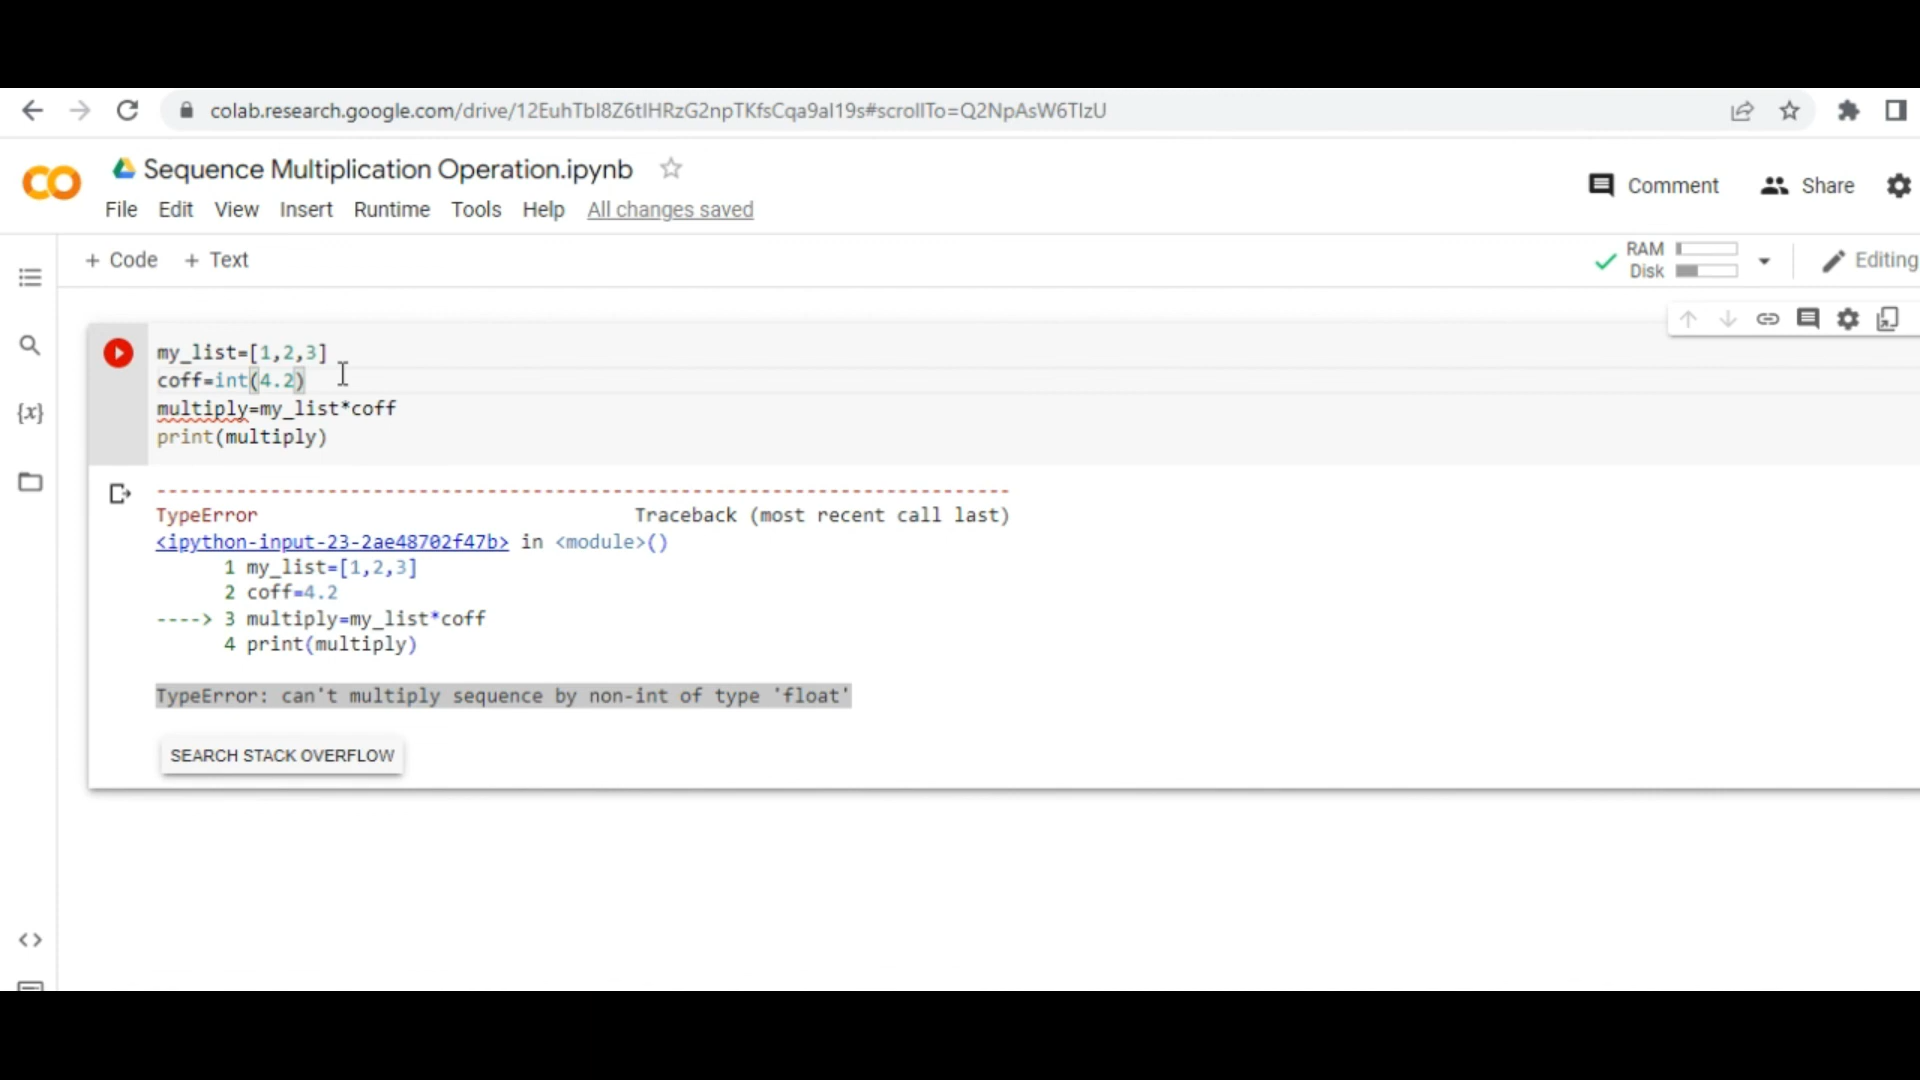 colab.research.google.com/drive/12EuhTbI8Z6tIHRzG2npTKfsCqa9aI19s#scrollTo=Q2NpAsW6TIzU
CO Sequence Multiplication Operation.ipynb
File Edit View Insert Runtime Tools Help All changes saved
Comment Share
+ Code + Text
RAM
Disk
Editing
my_list=[1,2,3]
coff=int(4.2)
multiply=my_list*coff
print(multiply)
{x}
---------------------------------------------------------------------------
TypeError Traceback (most recent call last)
<ipython-input-23-2ae48702f47b> in <module>()
1 my_list=[1,2,3]
2 coff=4.2
----> 3 multiply=my_list*coff
4 print(multiply)
TypeError: can't multiply sequence by non-int of type 'float'
SEARCH STACK OVERFLOW